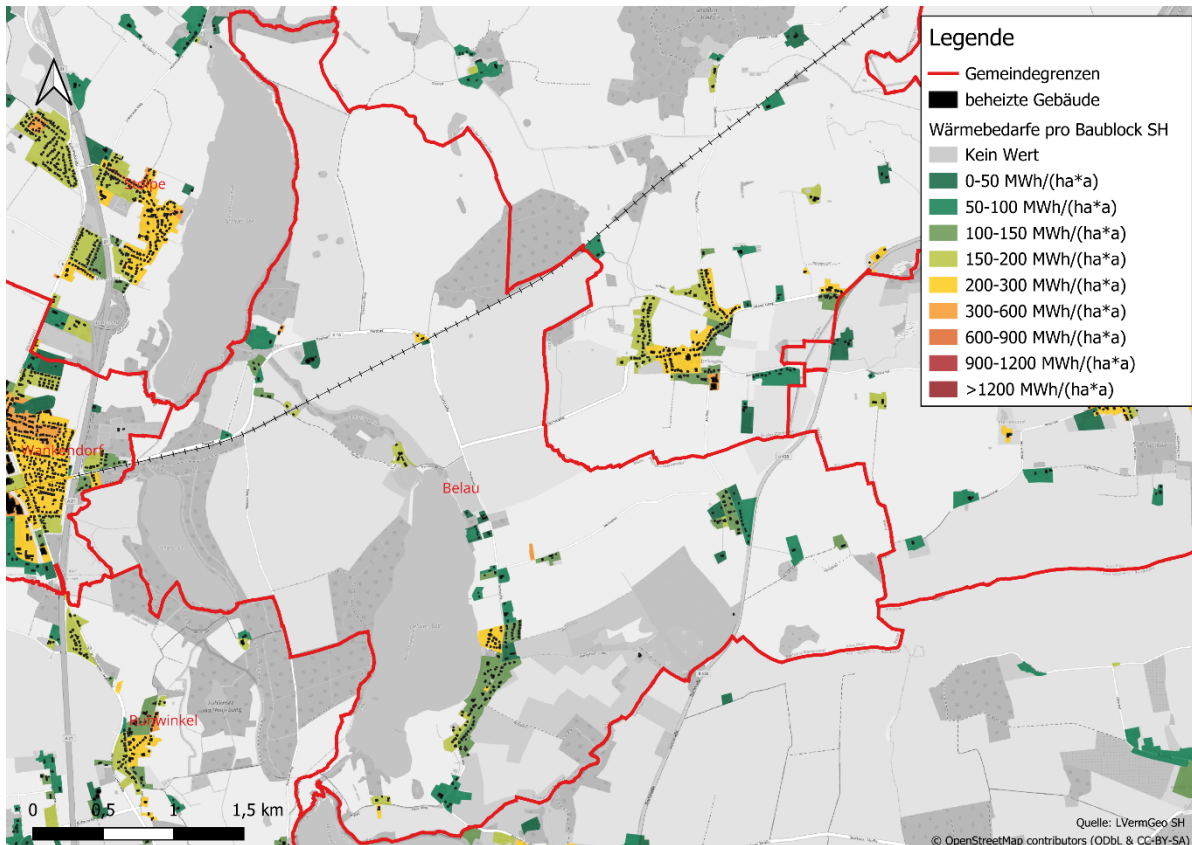 Legende
Gemeindegrenzen
beheizte Gebäude
Wärmebedarfe pro Baublock SH
Kein Wert
0-50 MWh/(ha*a)
50-100 MWh/(ha*a)
100-150 MWh/(ha*a)
150-200 MWh/(ha*a)
200-300 MWh/(ha*a)
300-600 MWh/(ha*a)
600-900 MWh/(ha*a)
900-1200 MWh/(ha*a)
>1200 MWh/(ha*a)
Stolpe
Wankendorf
Belau
Ruhwinkel
0 0,5 1 1,5 km
Quelle: LVermGeo SH
© OpenStreetMap contributors (ODbL & CC-BY-SA)